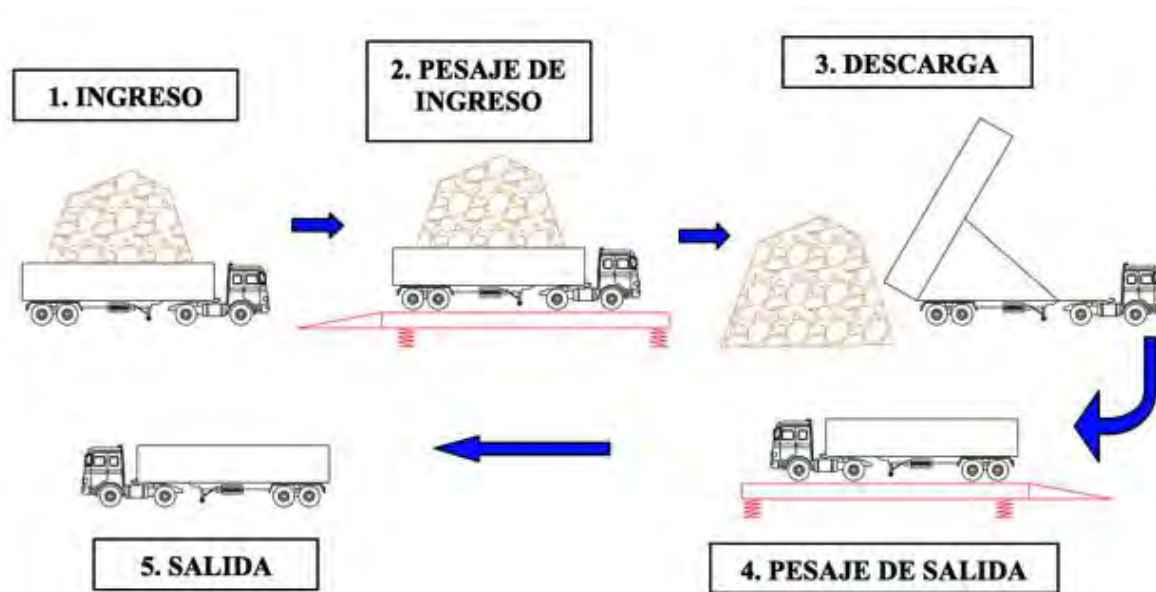 1. INGRESO
2. PESAJE DE
INGRESO
3. DESCARGA
4. PESAJE DE SALIDA
5. SALIDA